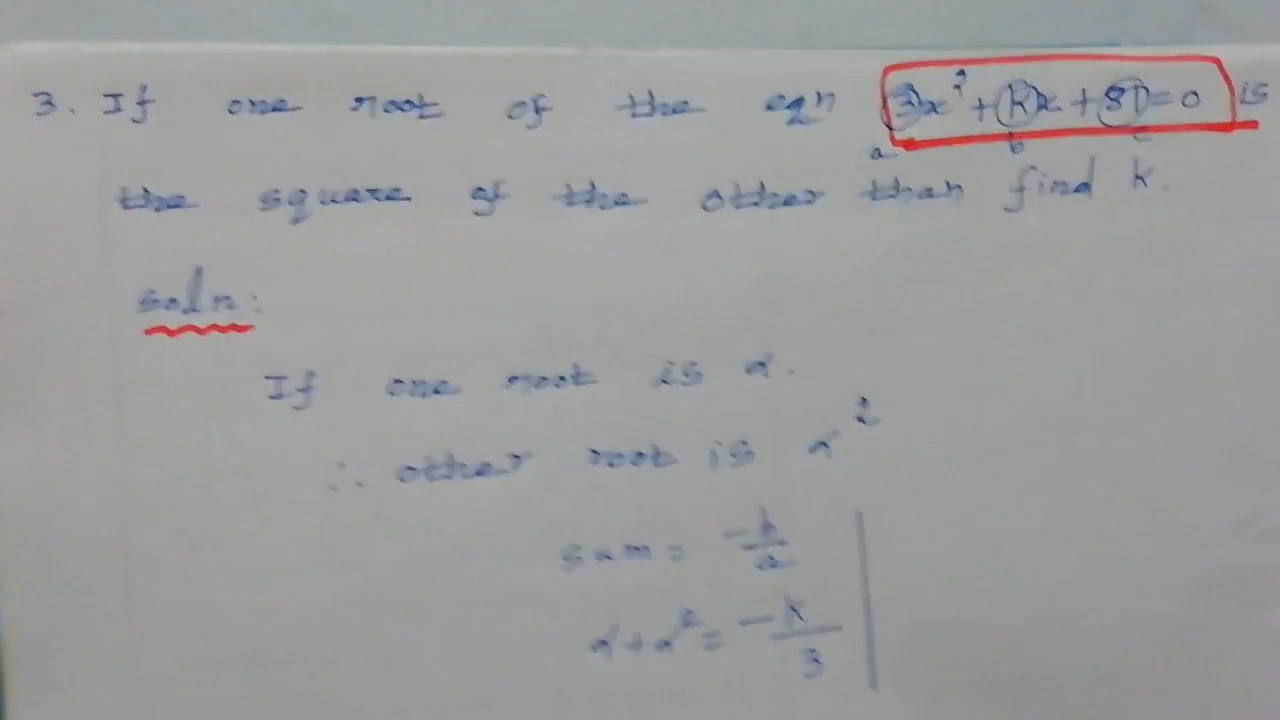 3. If one root of the eqn 3x² + kx + 81 = 0 is
a b c
the square of the other than find k.
soln:
If one root is α.
∴ other root is α²
sum = -b/a
α + α² = -k/3